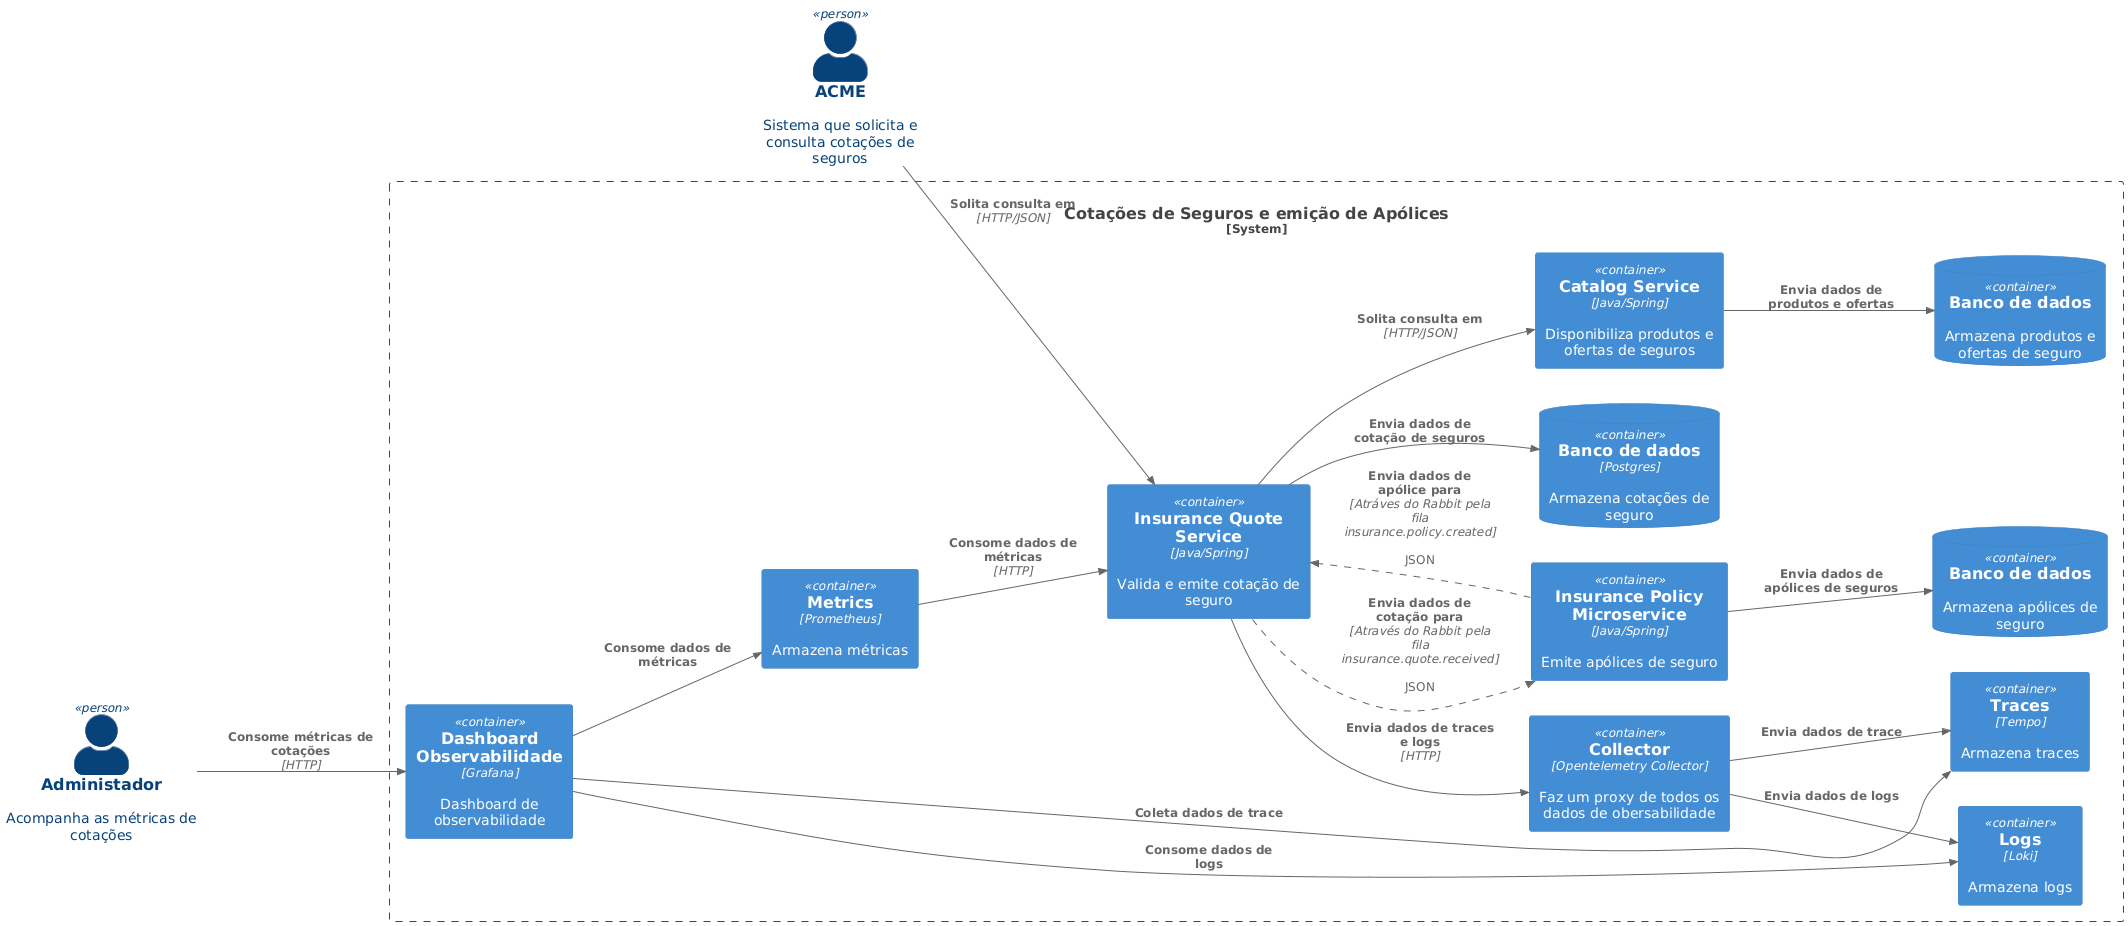 «person»
ACME
Sistema que solicita e
consulta cotações de
seguros
Solita consulta em
[HTTP/JSON]
Cotações de Seguros e emição de Apólices
[System]
«container»
Catalog Service
[Java/Spring]
Disponibiliza produtos e
ofertas de seguros
Envia dados de
produtos e ofertas
«container»
Banco de dados
Armazena produtos e
ofertas de seguro
Solita consulta em
[HTTP/JSON]
Envia dados de
cotação de seguros
«container»
Banco de dados
[Postgres]
Armazena cotações de
seguro
Envia dados de
apólice para
[Atráves do Rabbit pela
fila
insurance.policy.created]
JSON
«container»
Insurance Quote
Service
[Java/Spring]
Valida e emite cotação de
seguro
Consome dados de
métricas
[HTTP]
«container»
Metrics
[Prometheus]
Armazena métricas
Envia dados de
cotação para
[Através do Rabbit pela
fila
insurance.quote.received]
JSON
«container»
Insurance Policy
Microservice
[Java/Spring]
Emite apólices de seguro
Envia dados de
apólices de seguros
«container»
Banco de dados
Armazena apólices de
seguro
Consome dados de
métricas
«person»
Administador
Acompanha as métricas de
cotações
Consome métricas de
cotações
[HTTP]
«container»
Dashboard
Observabilidade
[Grafana]
Dashboard de
observabilidade
Envia dados de traces
e logs
[HTTP]
«container»
Collector
[Opentelemetry Collector]
Faz um proxy de todos os
dados de obersabilidade
Envia dados de trace
«container»
Traces
[Tempo]
Armazena traces
Envia dados de logs
«container»
Logs
[Loki]
Armazena logs
Coleta dados de trace
Consome dados de
logs